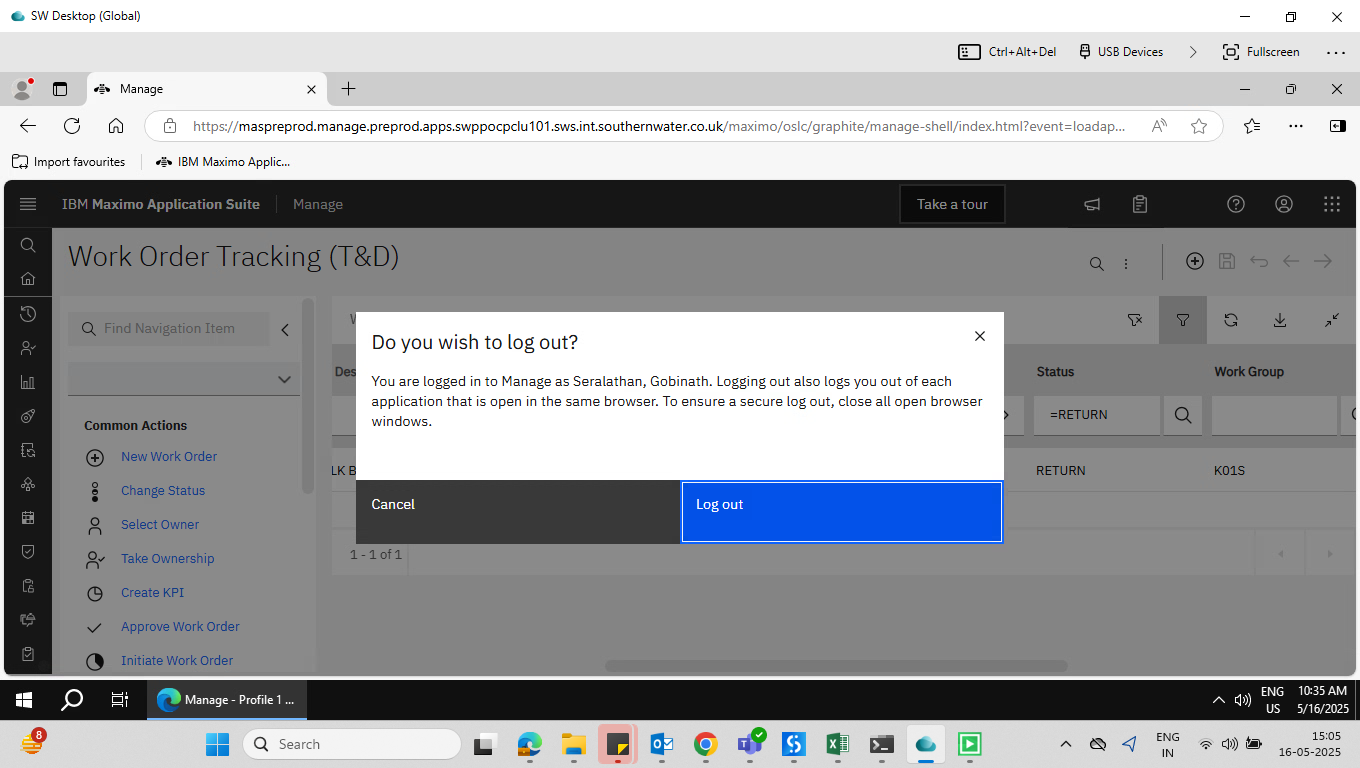 SW Desktop (Global)
Ctrl+Alt+Del
USB Devices
Fullscreen
Manage
https://maspreprod.manage.preprod.apps.swppocpclu101.sws.int.southernwater.co.uk/maximo/oslc/graphite/manage-shell/index.html?event=loadap...
Import favourites
IBM Maximo Applic...
IBM Maximo Application Suite
Manage
Take a tour
Work Order Tracking (T&D)
Find Navigation Item
Do you wish to log out?
You are logged in to Manage as Seralathan, Gobinath. Logging out also logs you out of each
application that is open in the same browser. To ensure a secure log out, close all open browser
windows.
Cancel
Log out
Des
Status
Work Group
=RETURN
LK B
RETURN
K01S
1 - 1 of 1
Common Actions
New Work Order
Change Status
Select Owner
Take Ownership
Create KPI
Approve Work Order
Initiate Work Order
Manage - Profile 1 ...
ENG
US
10:35 AM
5/16/2025
8
Search
ENG
IN
15:05
16-05-2025